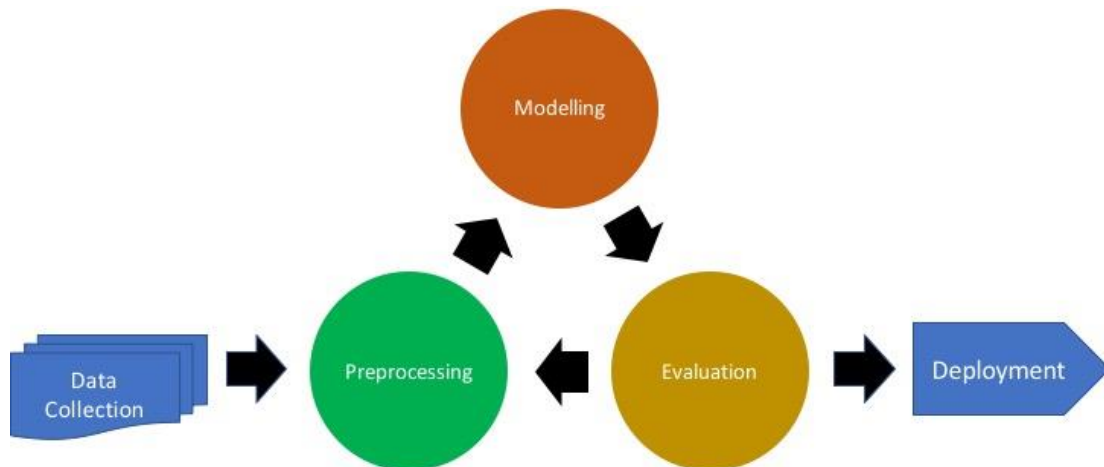 Modelling
Data
Collection
Preprocessing
Evaluation
Deployment